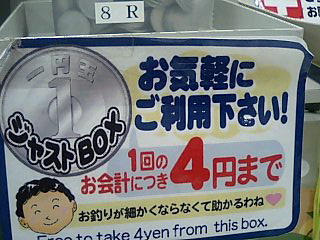 8 R
一円玉
1
ジャストBOX
お気軽に
ご利用下さい!
1回の
お会計につき
4円まで
お釣りが細かくならなくて助かるわね
Free to take 4yen from this box.